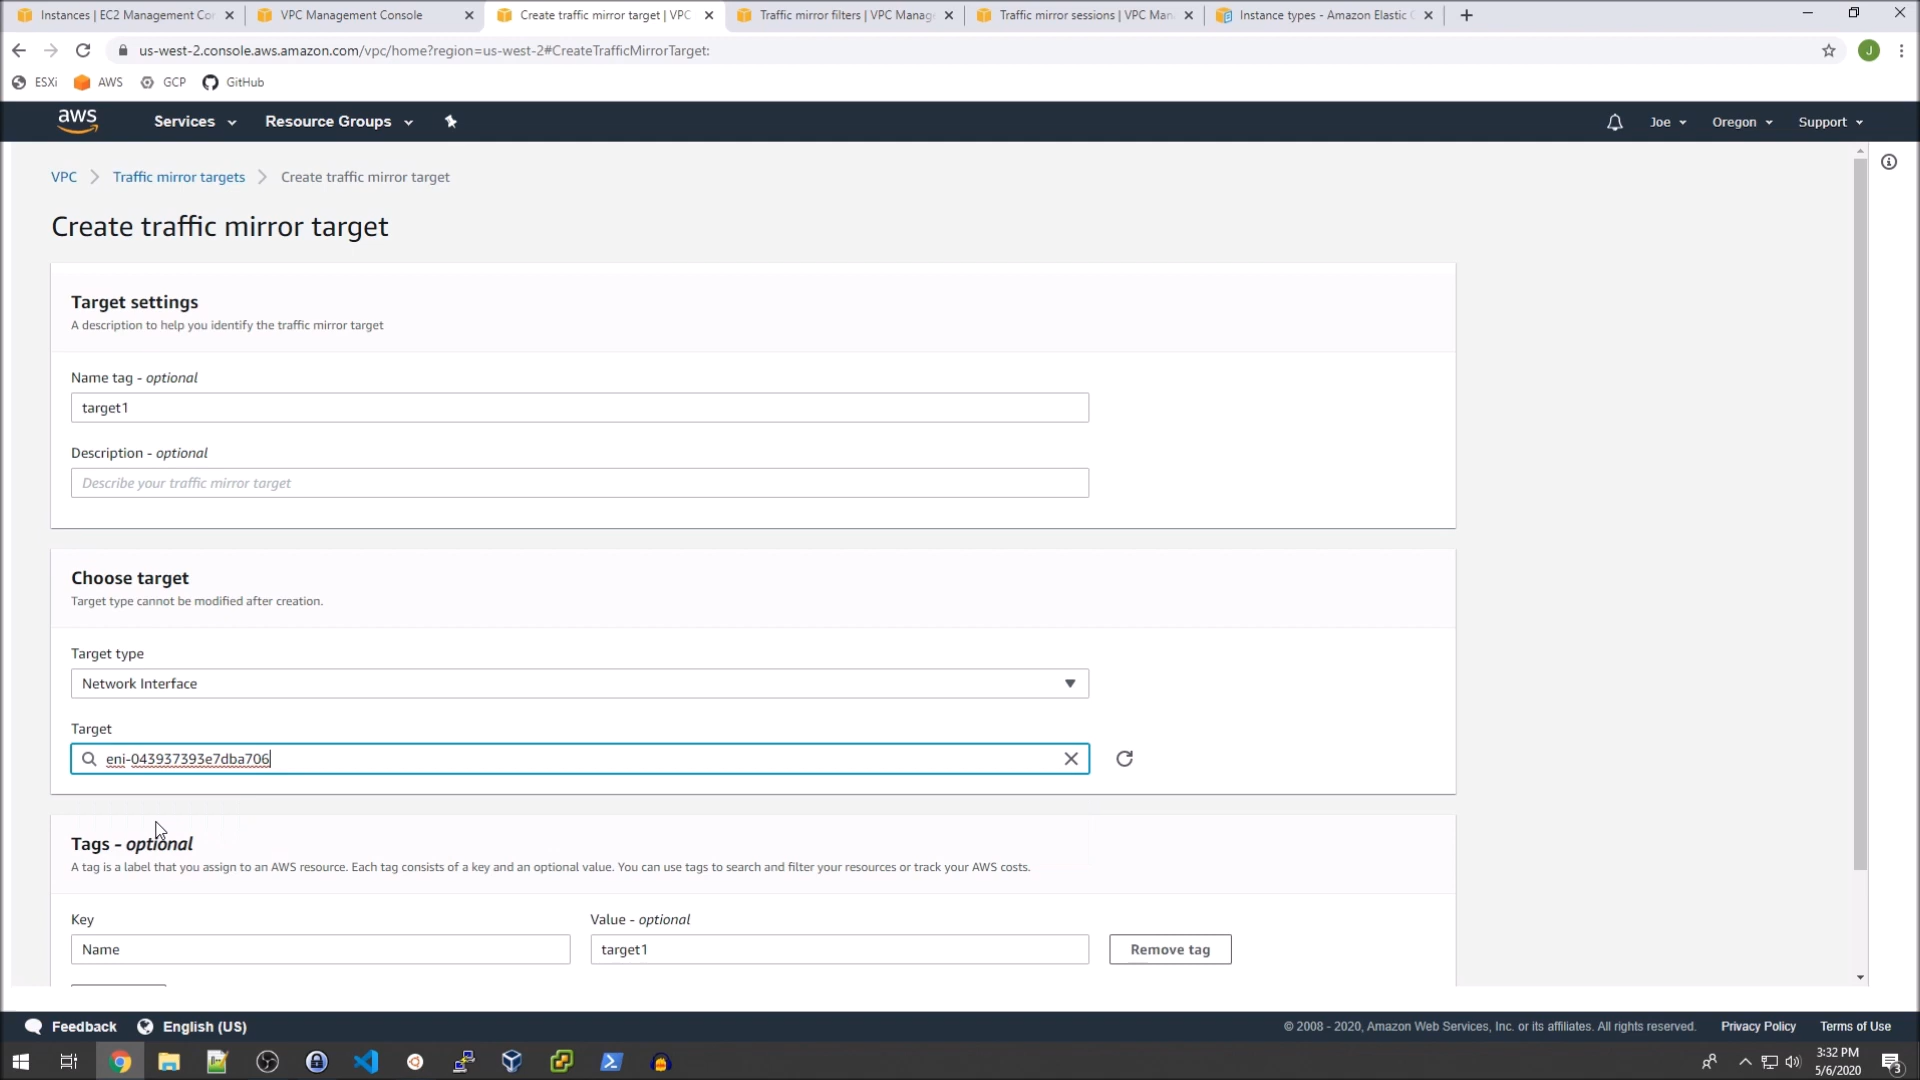 Instances | EC2 Management Co
VPC Management Console
Create traffic mirror target | VPC
Traffic mirror filters | VPC Manag
Traffic mirror sessions | VPC Man
Instance types - Amazon Elastic C
us-west-2.console.aws.amazon.com/vpc/home?region=us-west-2#CreateTrafficMirrorTarget:
J
ESXi
AWS
GCP
GitHub
aws
Services
Resource Groups
Joe
Oregon
Support
VPC
Traffic mirror targets
Create traffic mirror target
Create traffic mirror target
Target settings
A description to help you identify the traffic mirror target
Name tag - optional
target1
Description - optional
Describe your traffic mirror target
Choose target
Target type cannot be modified after creation.
Target type
Network Interface
Target
eni-043937393e7dba706
Tags - optional
A tag is a label that you assign to an AWS resource. Each tag consists of a key and an optional value. You can use tags to search and filter your resources or track your AWS costs.
Key
Value - optional
Name
target1
Remove tag
Feedback
English (US)
© 2008 - 2020, Amazon Web Services, Inc. or its affiliates. All rights reserved.
Privacy Policy
Terms of Use
3:32 PM
5/6/2020
3